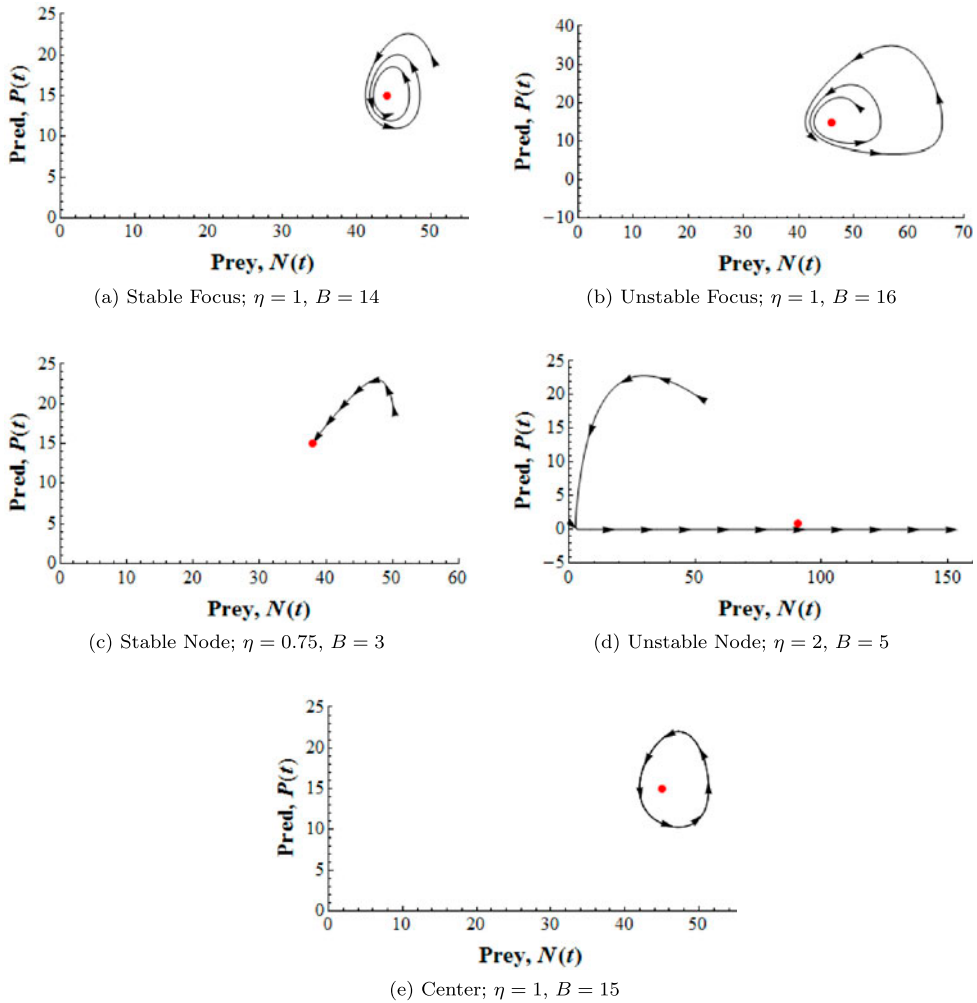 25
20
15
10
5
0
Pred, P(t)
0 10 20 30 40 50
Prey, N(t)
(a) Stable Focus; η = 1, B = 14
40
30
20
10
0
−10
Pred, P(t)
0 10 20 30 40 50 60 70
Prey, N(t)
(b) Unstable Focus; η = 1, B = 16
25
20
15
10
5
0
Pred, P(t)
0 10 20 30 40 50 60
Prey, N(t)
(c) Stable Node; η = 0.75, B = 3
25
20
15
10
5
0
−5
Pred, P(t)
0 50 100 150
Prey, N(t)
(d) Unstable Node; η = 2, B = 5
25
20
15
10
5
0
Pred, P(t)
0 10 20 30 40 50
Prey, N(t)
(e) Center; η = 1, B = 15